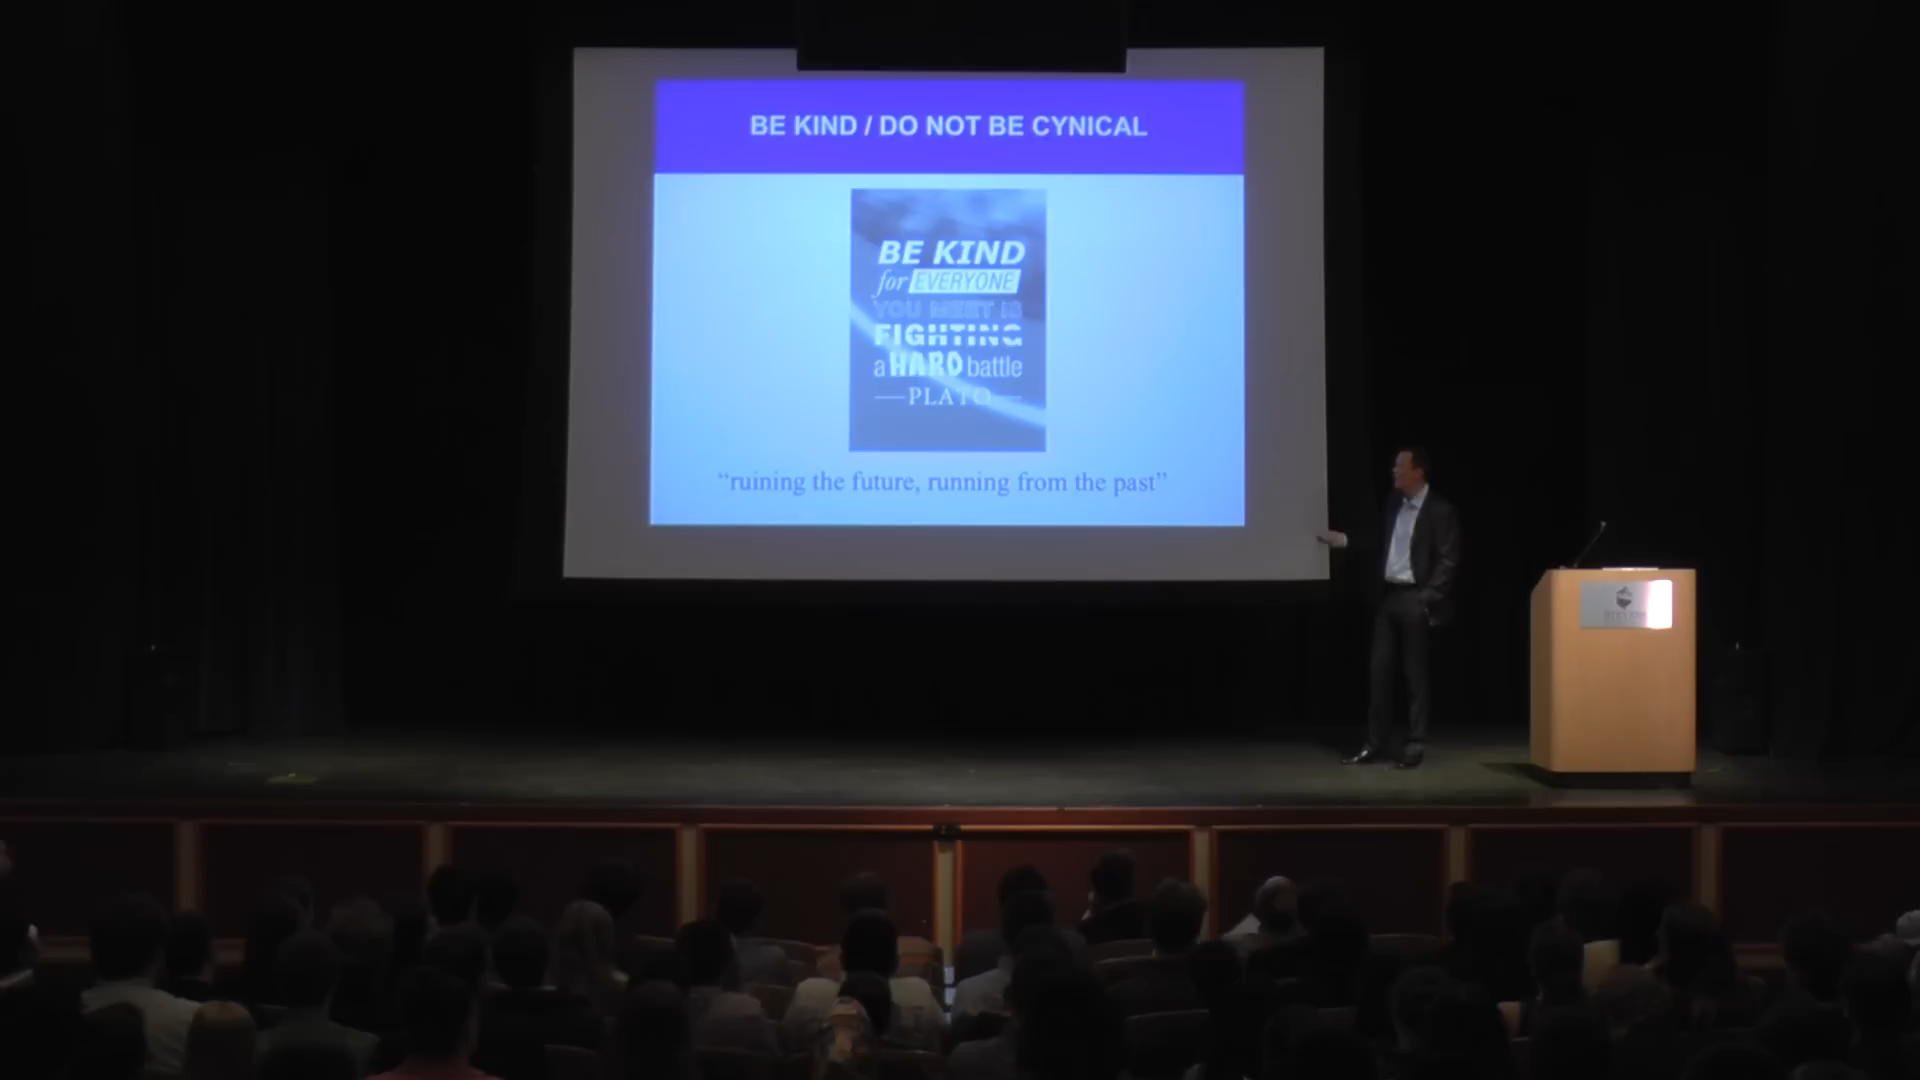 BE KIND / DO NOT BE CYNICAL
BE KIND
for EVERYONE
YOU MEET IS
FIGHTING
a HARD battle
—PLATO—
“ruining the future, running from the past”